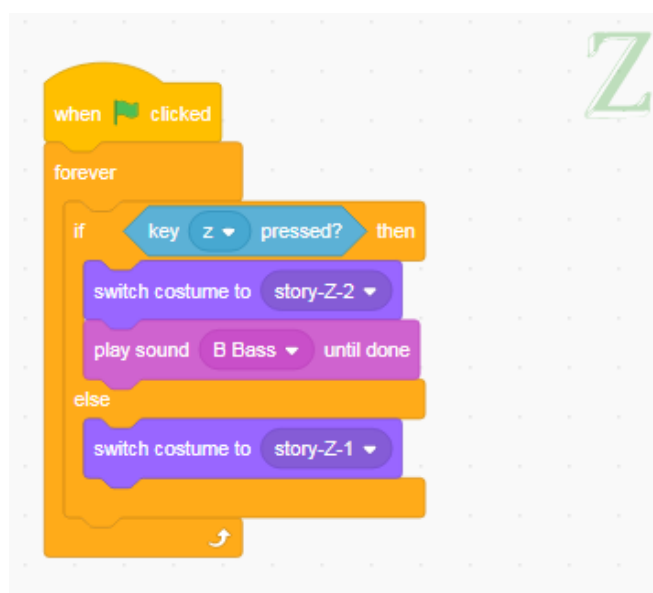 Z
when clicked
forever
if key z pressed? then
switch costume to story-Z-2
play sound B Bass until done
else
switch costume to story-Z-1